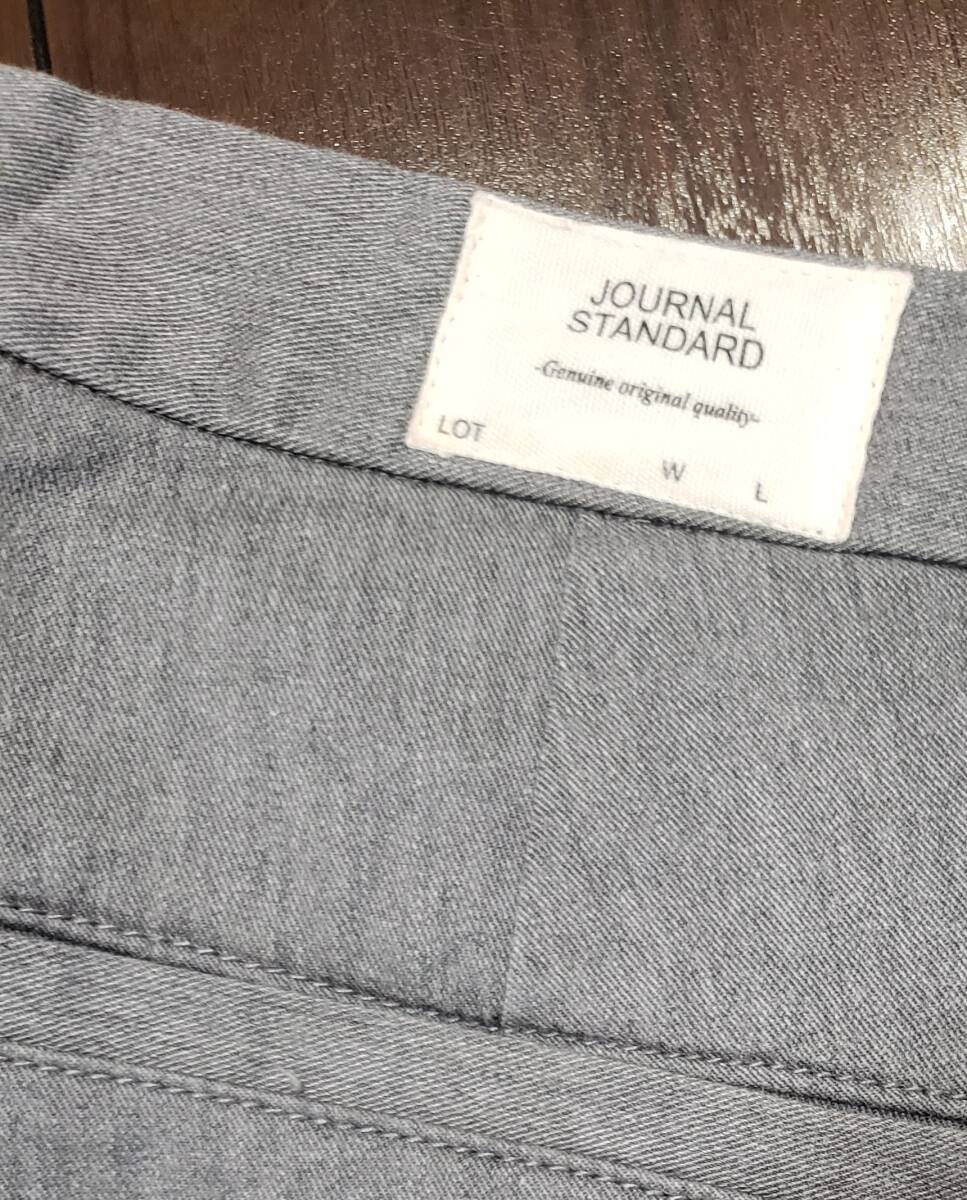 JOURNAL
STANDARD
-Genuine original quality-
LOT
W
L